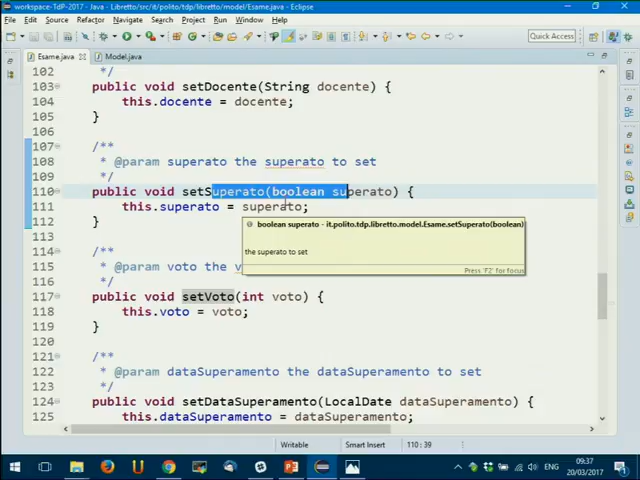 workspace-TdP - Java - Libretto/src/it/polito/tdp/libretto/model/Esame.java - Eclipse
File Edit Source Refactor Navigate Search Project Run Window Help
Quick Access
Esame.java Model.java
102 */
103 public void setDocente(String docente) {
104 this.docente = docente;
105 }
106
107 /**
108 * @param superato the superato to set
109 */
110 public void setSuperato(boolean superato) {
111 this.superato = superato;
112 }
113
boolean superato - it.polito.tdp.libretto.model.Esame.setSuperato(boolean)
114 /**
the superato to set
115 * @param voto the v
116 */
Press 'F2' for focus
117 public void setVoto(int voto) {
118 this.voto = voto;
119 }
120
121 /**
122 * @param dataSuperamento the dataSuperamento to set
123 */
124 public void setDataSuperamento(LocalDate dataSuperamento) {
125 this.dataSuperamento = dataSuperamento;
Writable Smart Insert 110 : 39
09:37
20/03/2017